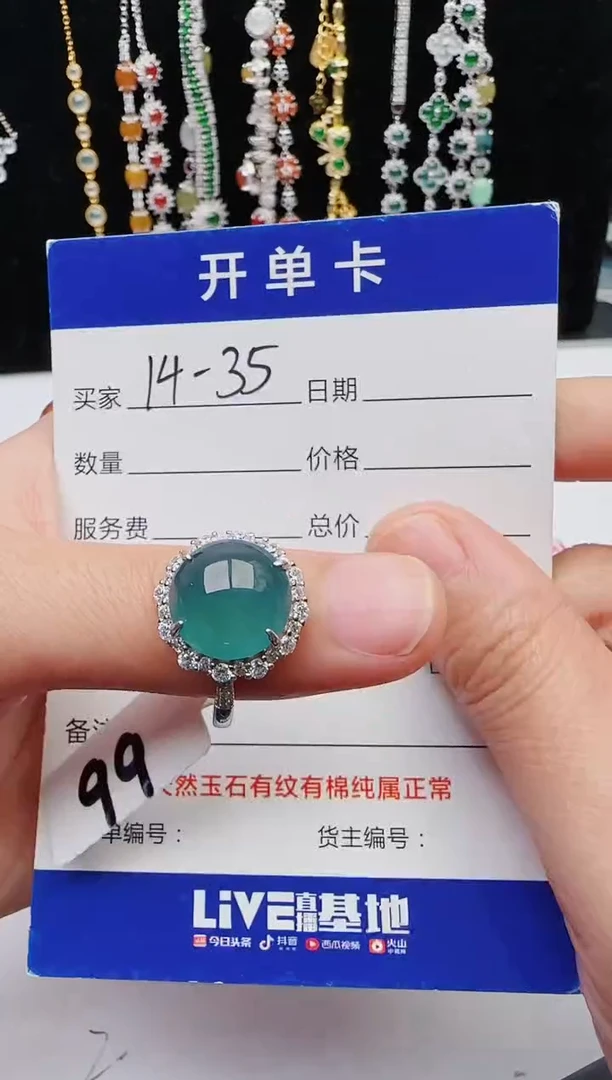 开单卡
买家 14-35 日期
数量 价格
服务费 总价
备注
99
然玉石有纹有棉纯属正常
单编号： 货主编号：
LIVE直播基地
今日头条 抖音 西瓜视频 火山